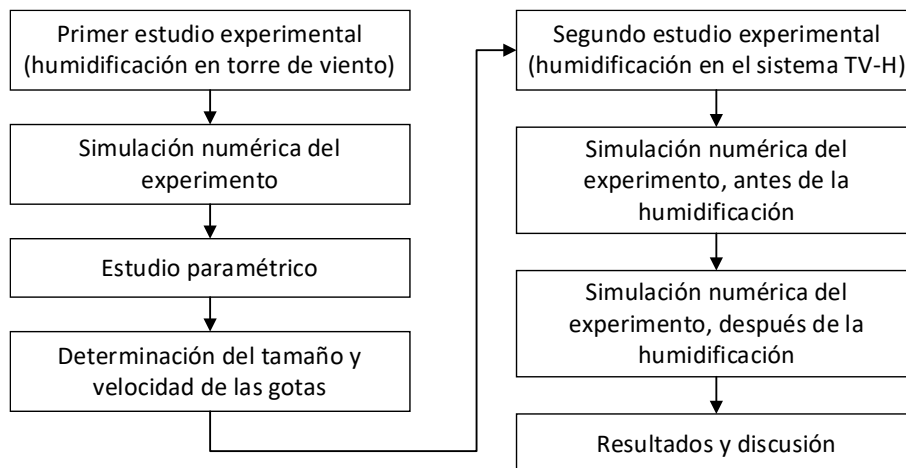 Primer estudio experimental
(humidificación en torre de viento)
Simulación numérica del
experimento
Estudio paramétrico
Determinación del tamaño y
velocidad de las gotas
Segundo estudio experimental
(humidificación en el sistema TV-H)
Simulación numérica del
experimento, antes de la
humidificación
Simulación numérica del
experimento, después de la
humidificación
Resultados y discusión